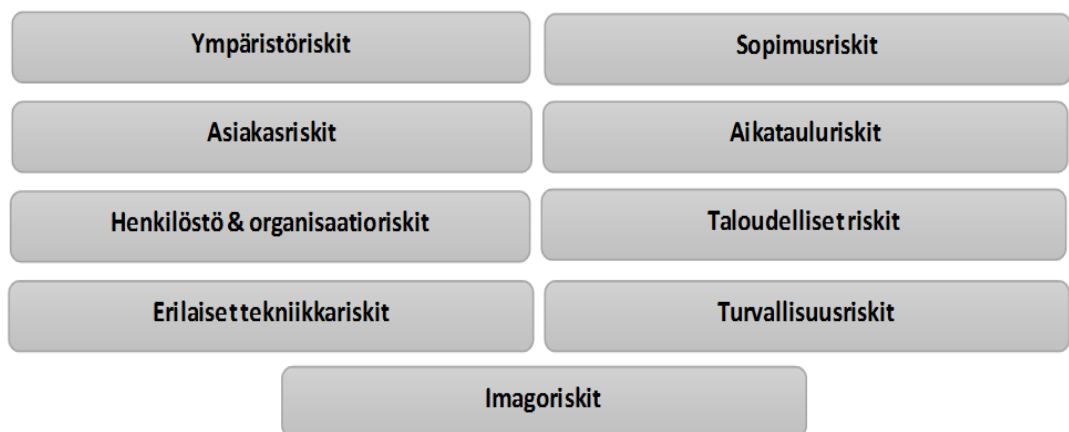 Ympäristöriskit
Sopimusriskit
Asiakasriskit
Aikatauluriskit
Henkilöstö & organisaatioriskit
Taloudelliset riskit
Erilaiset tekniikkariskit
Turvallisuusriskit
Imagoriskit